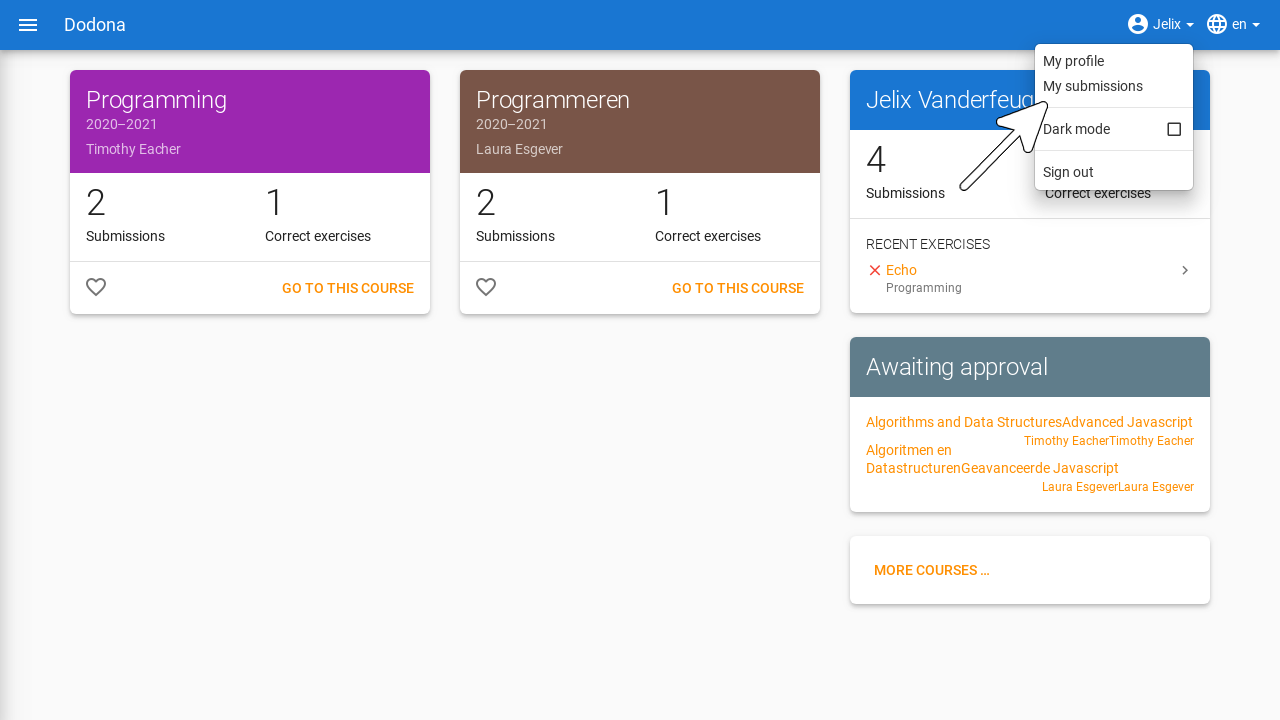 Dodona
Jelix
en
My profile
My submissions
Dark mode
Sign out
Programming
2020–2021
Timothy Eacher
2
Submissions
1
Correct exercises
GO TO THIS COURSE
Programmeren
2020–2021
Laura Esgever
2
Submissions
1
Correct exercises
GO TO THIS COURSE
Jelix Vanderfeug
4
Submissions
Correct exercises
RECENT EXERCISES
Echo
Programming
Awaiting approval
Algorithms and Data StructuresAdvanced Javascript
Timothy EacherTimothy Eacher
Algoritmen en
DatastructurenGeavanceerde Javascript
Laura EsgeverLaura Esgever
MORE COURSES …